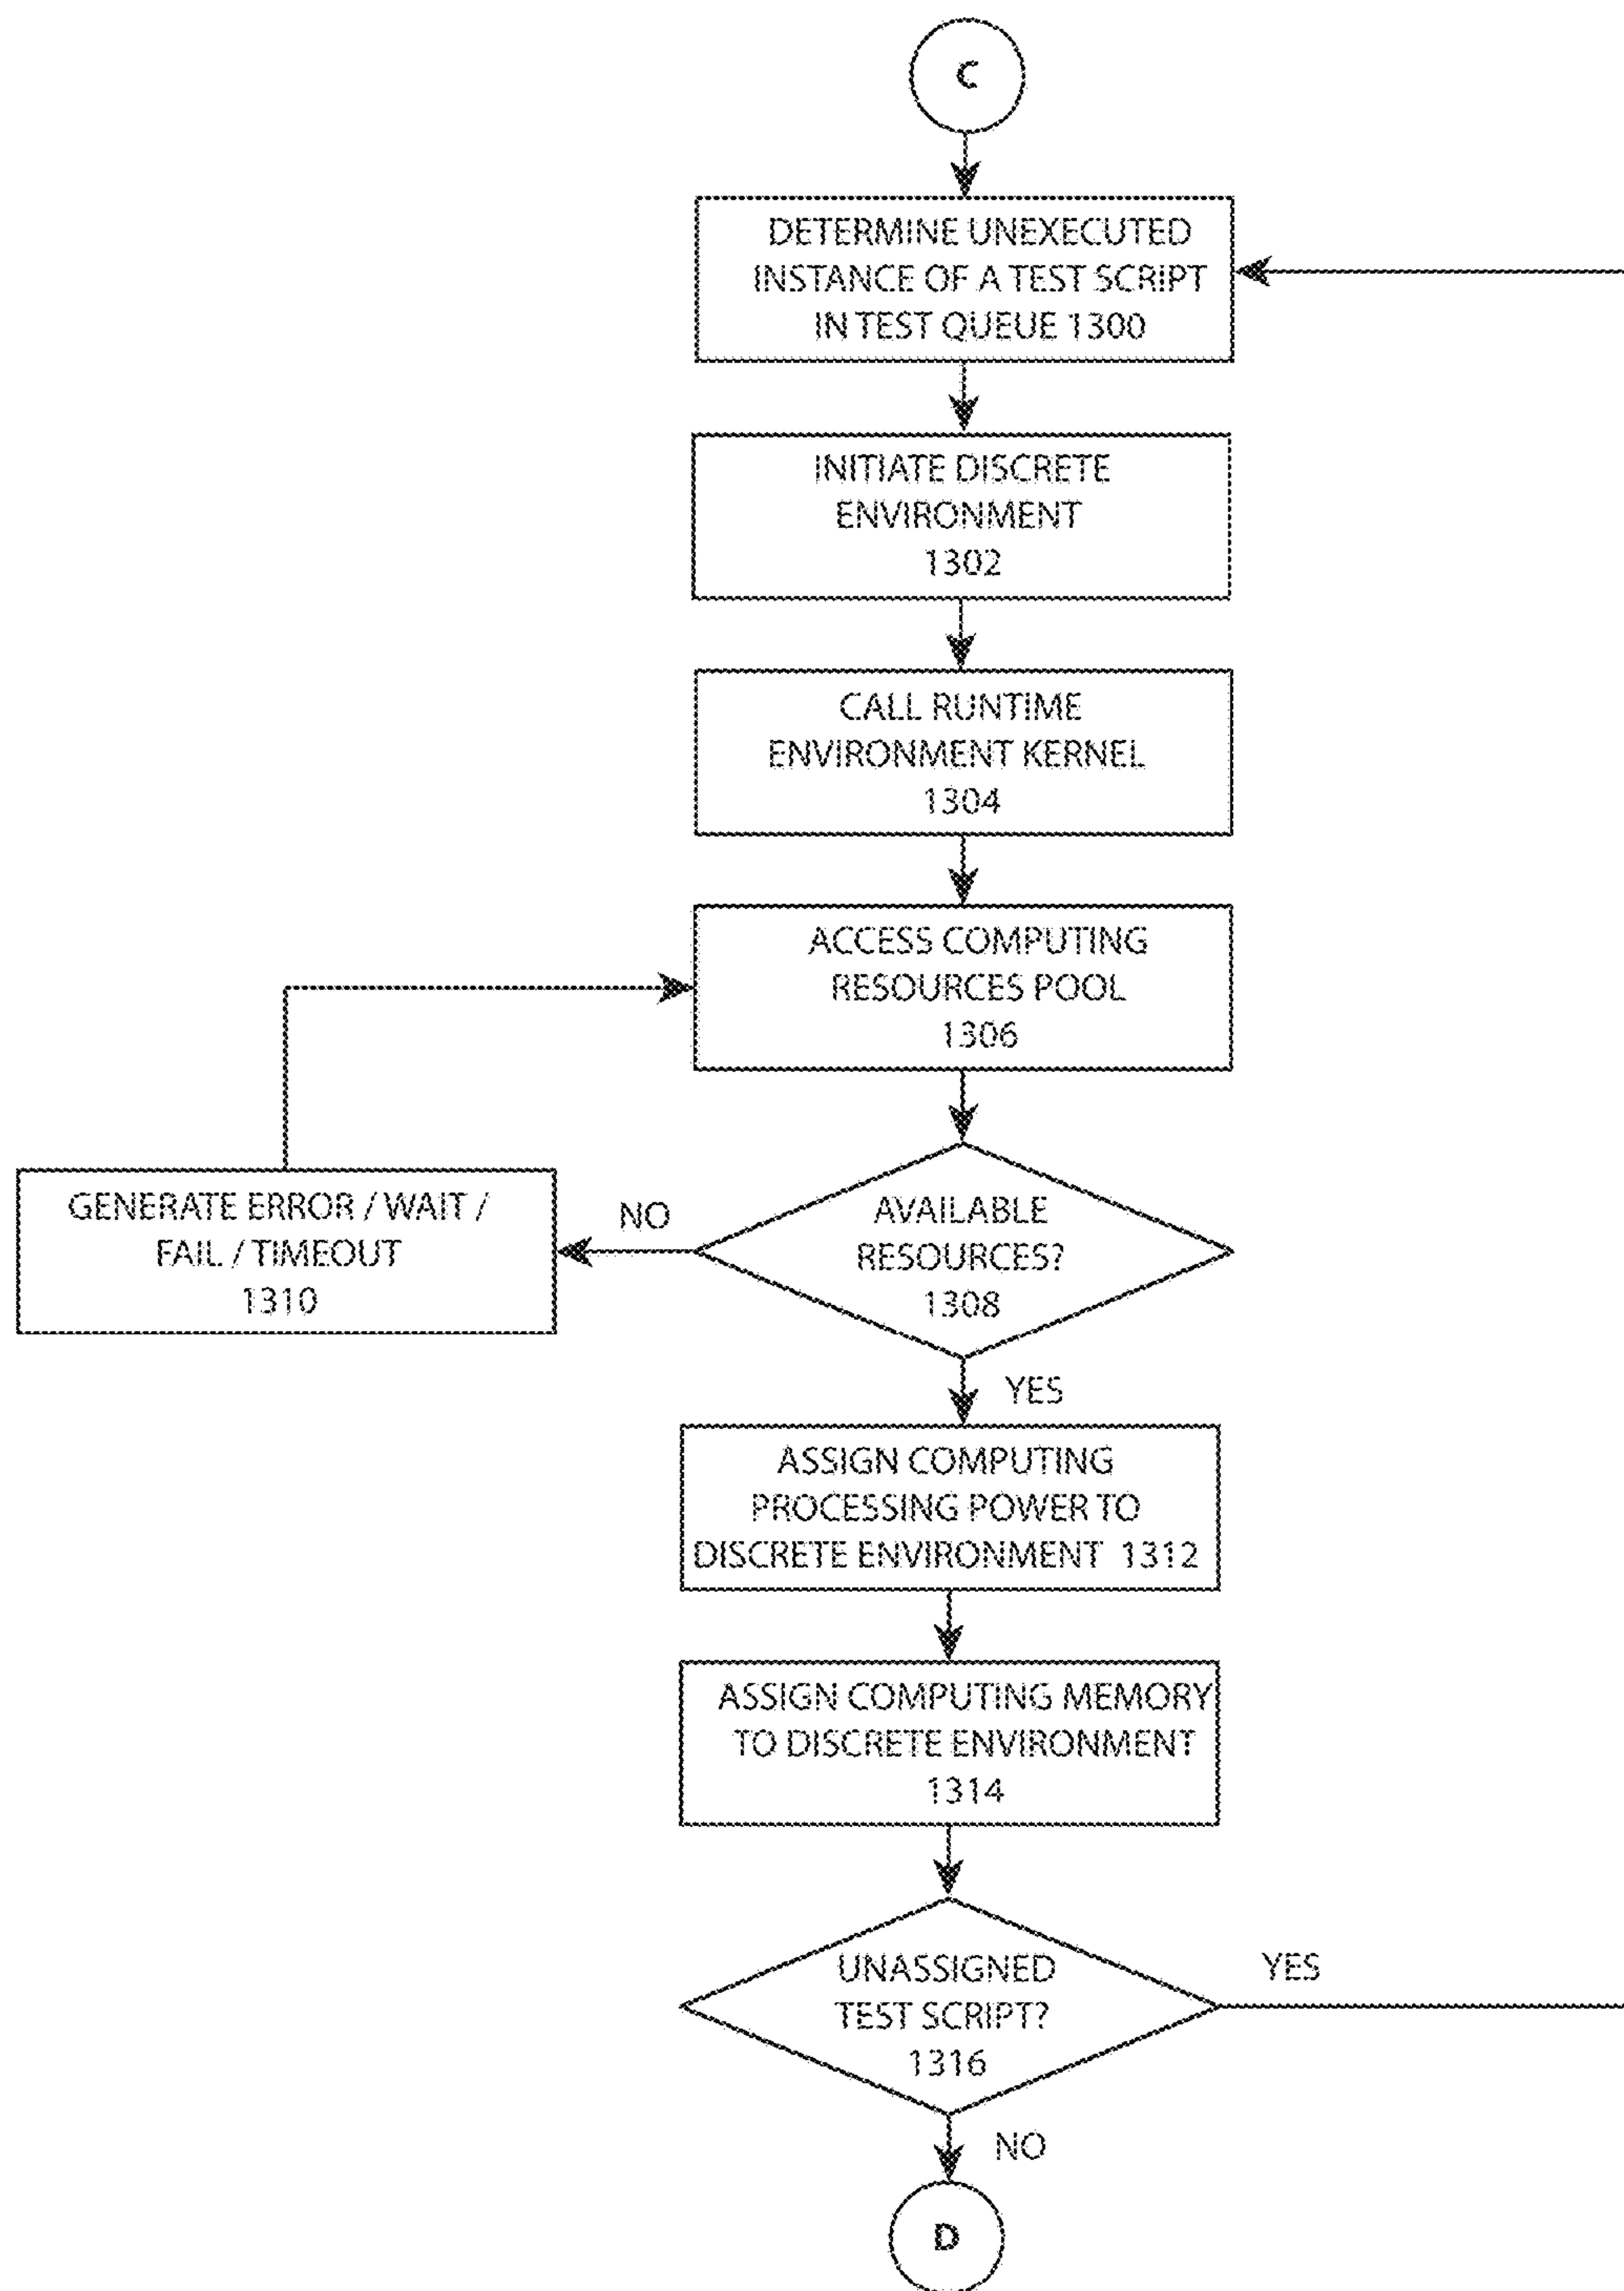 C
DETERMINE UNEXECUTED
INSTANCE OF A TEST SCRIPT
IN TEST QUEUE 1300
INITIATE DISCRETE
ENVIRONMENT
1302
CALL RUNTIME
ENVIRONMENT KERNEL
1304
ACCESS COMPUTING
RESOURCES POOL
1306
AVAILABLE
RESOURCES?
1308
NO
GENERATE ERROR / WAIT /
FAIL / TIMEOUT
1310
YES
ASSIGN COMPUTING
PROCESSING POWER TO
DISCRETE ENVIRONMENT 1312
ASSIGN COMPUTING MEMORY
TO DISCRETE ENVIRONMENT
1314
UNASSIGNED
TEST SCRIPT?
1316
YES
NO
D